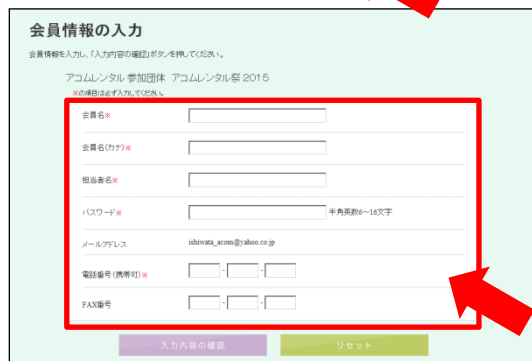 会員情報の入力
会員情報を入力し、「入力内容の確認」ボタンを押してください。
アコムレンタル 参加団体 アコムレンタル祭 2015
※の項目は必ず入力してください。
会員名※
会員名(カナ)※
担当者名※
パスワード※ 半角英数6〜16文字
メールアドレス ishiwata_acom@yahoo.co.jp
電話番号(携帯可)※ - -
FAX番号 - -
入力内容の確認 リセット